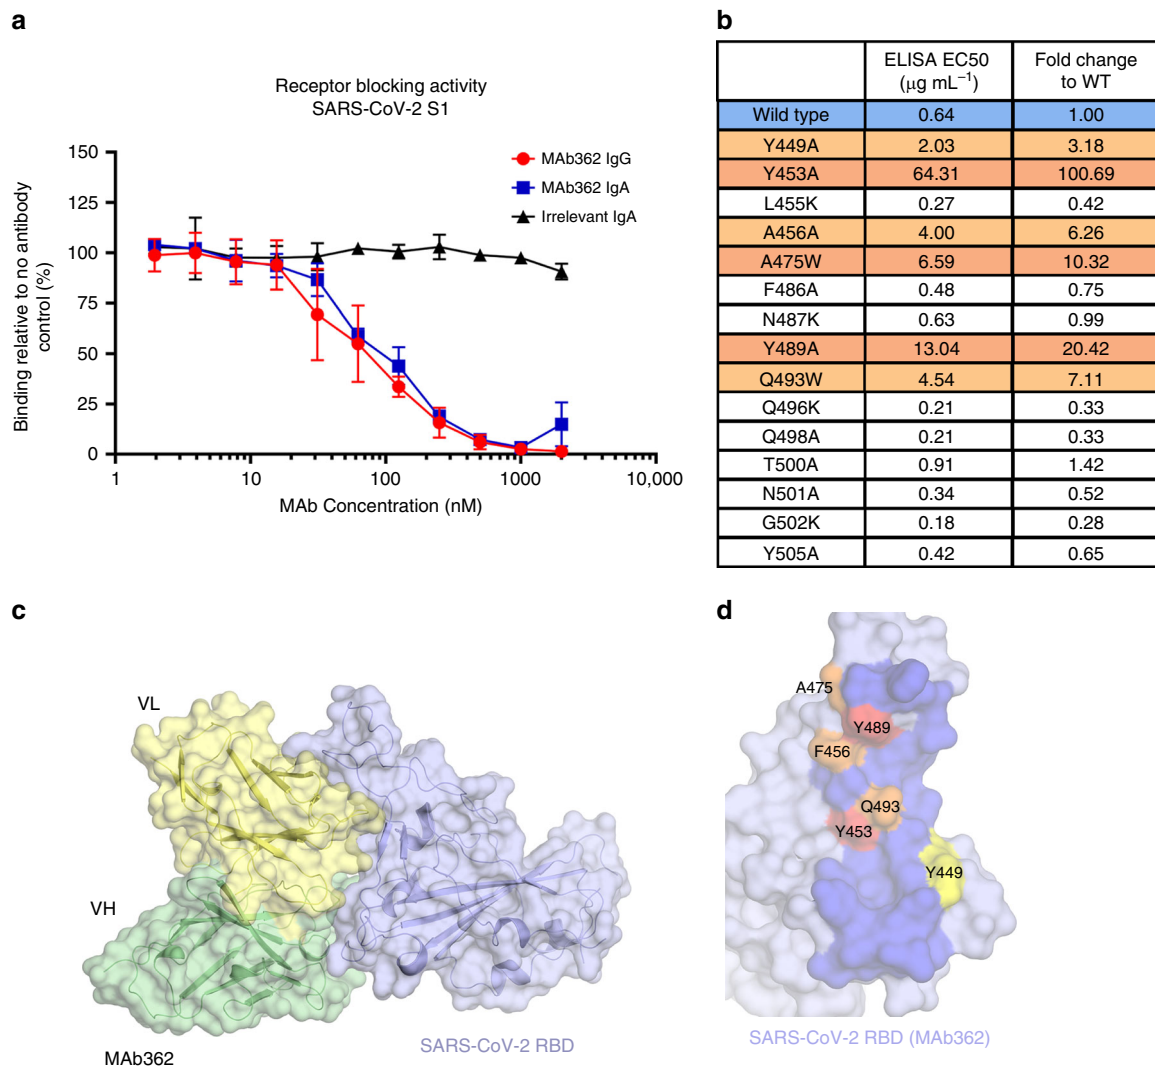 a
Receptor blocking activity
SARS-CoV-2 S1
Binding relative to no antibody
control (%)
150
125
100
75
50
25
0
1
10
100
1000
10,000
MAb Concentration (nM)
MAb362 IgG
MAb362 IgA
Irrelevant IgA
b
ELISA EC50 (μg mL⁻¹) Fold change to WT
Wild type 0.64 1.00
Y449A 2.03 3.18
Y453A 64.31 100.69
L455K 0.27 0.42
A456A 4.00 6.26
A475W 6.59 10.32
F486A 0.48 0.75
N487K 0.63 0.99
Y489A 13.04 20.42
Q493W 4.54 7.11
Q496K 0.21 0.33
Q498A 0.21 0.33
T500A 0.91 1.42
N501A 0.34 0.52
G502K 0.18 0.28
Y505A 0.42 0.65
c
VL
VH
MAb362
SARS-CoV-2 RBD
d
A475
Y489
F456
Q493
Y453
Y449
SARS-CoV-2 RBD (MAb362)